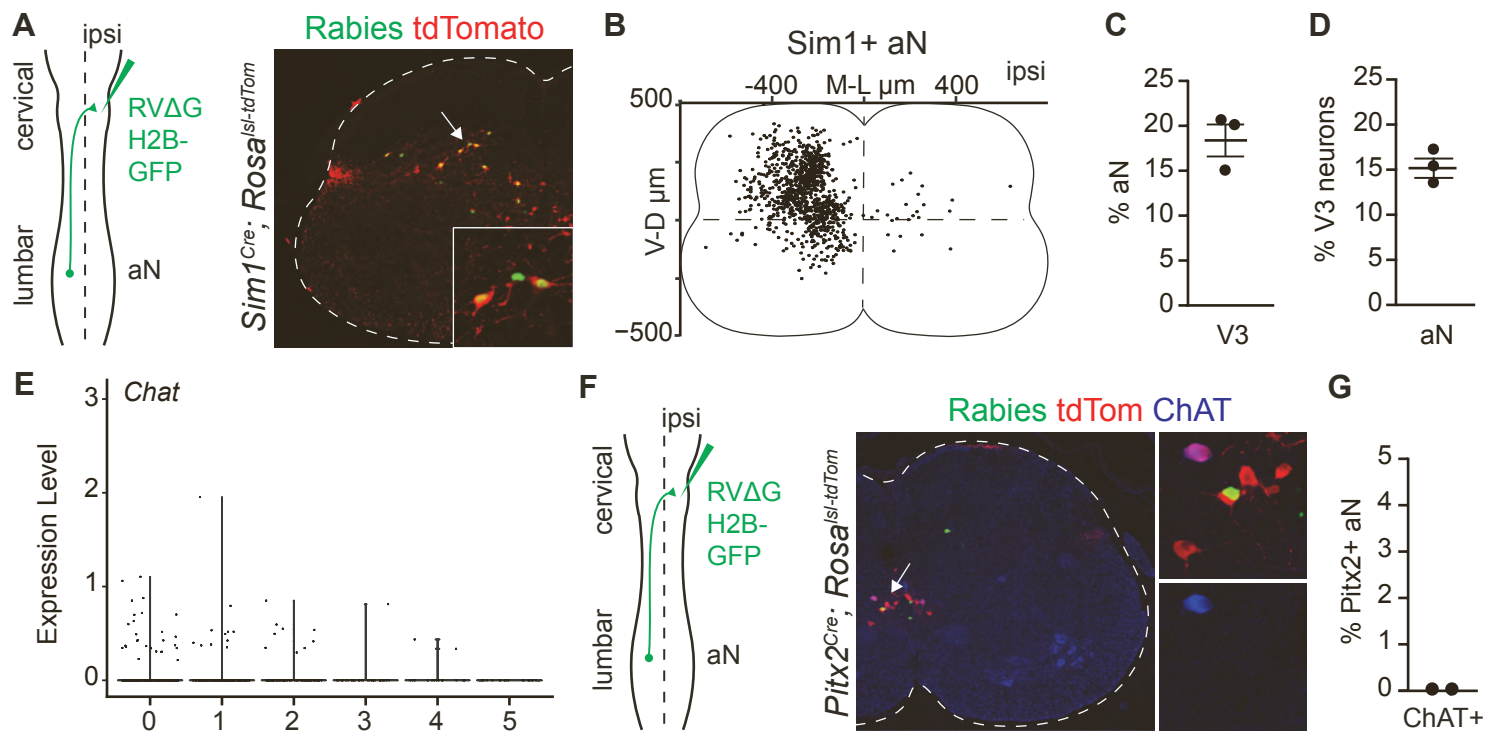 A
ipsi
cervical
lumbar
RVΔG
H2B-
GFP
aN
Rabies tdTomato
Sim1Cre; Rosalsl-tdTom
B
Sim1+ aN
-400 M-L µm 400 ipsi
500
V-D µm
−500
C
25
20
15
10
5
0
% aN
V3
D
25
20
15
10
5
0
% V3 neurons
aN
E
Chat
3
2
1
0
Expression Level
0 1 2 3 4 5
F
ipsi
cervical
lumbar
RVΔG
H2B-
GFP
aN
Rabies tdTom ChAT
Pitx2Cre; Rosalsl-tdTom
G
5
4
3
2
1
0
% Pitx2+ aN
ChAT+